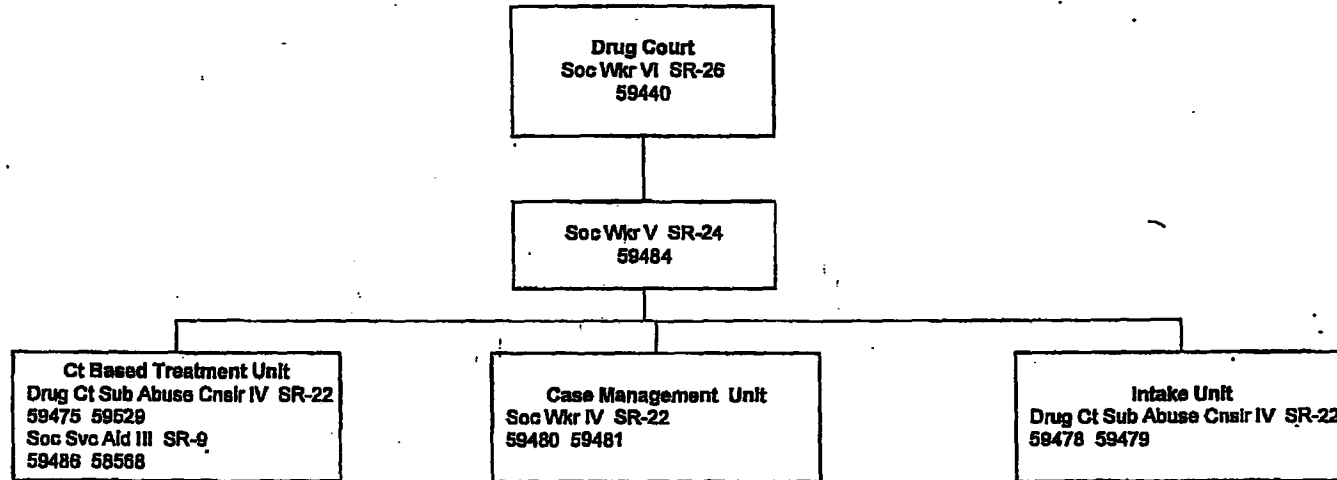 Drug Court
Soc Wkr VI SR-26
59440
Soc Wkr V SR-24
59484
Ct Based Treatment Unit
Drug Ct Sub Abuse Cnslr IV SR-22
59475 59529
Soc Svc Aid III SR-9
59486 58568
Case Management Unit
Soc Wkr IV SR-22
59480 59481
Intake Unit
Drug Ct Sub Abuse Cnslr IV SR-22
59478 59479